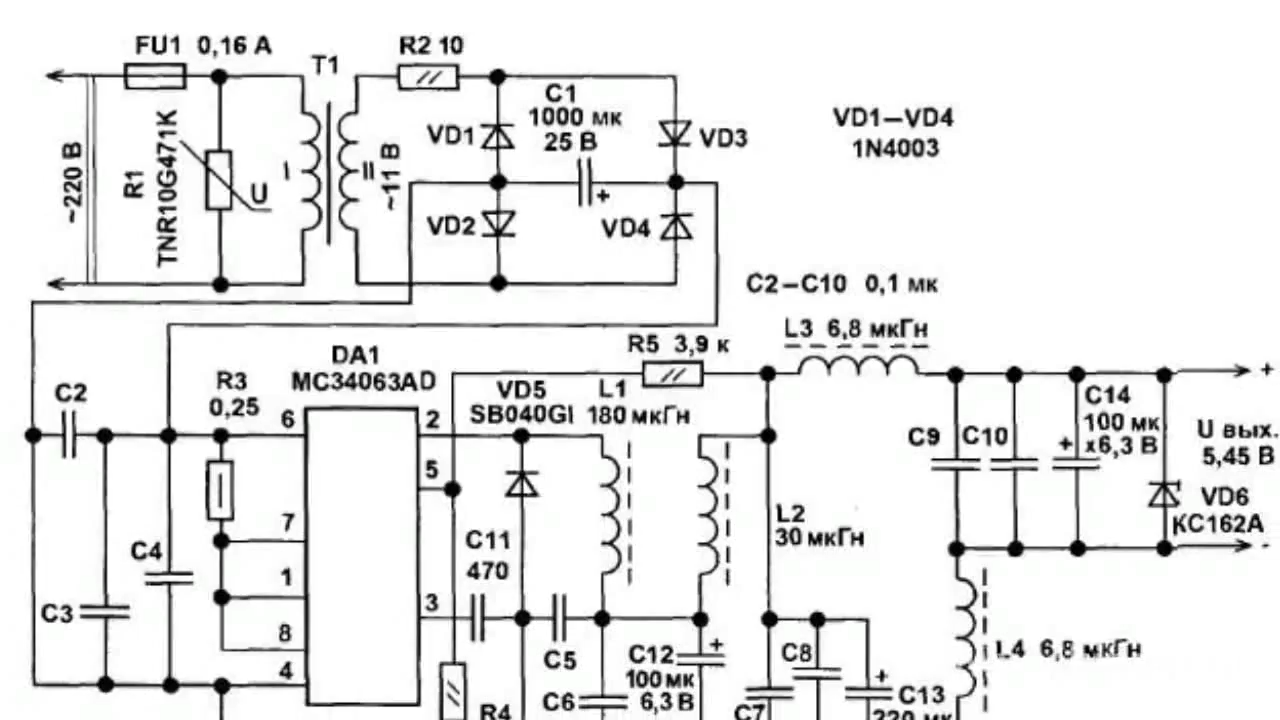 FU1 0,16 А
T1
R2 10
C1
1000 мк
25 В
VD1
VD3
VD1–VD4
1N4003
~220 В
R1
TNR10G471K
U
I
II
~11 В
+
VD2
VD4
C2–C10 0,1 мк
L3 6,8 мкГн
R5 3,9 к
DA1
MC34063AD
C2
R3
0,25
VD5
SB040GI
L1
180 мкГн
+
C14
100 мк
x6,3 В
+
C9
C10
U вых.
5,45 В
VD6
КС162А
-
6
2
5
7
1
8
4
3
C4
C3
C11
470
L2
30 мкГн
C5
C12
100 мк
6,3 В
+
C6
C8
+
C7
C13
220 мк
L4 6,8 мкГн
R4